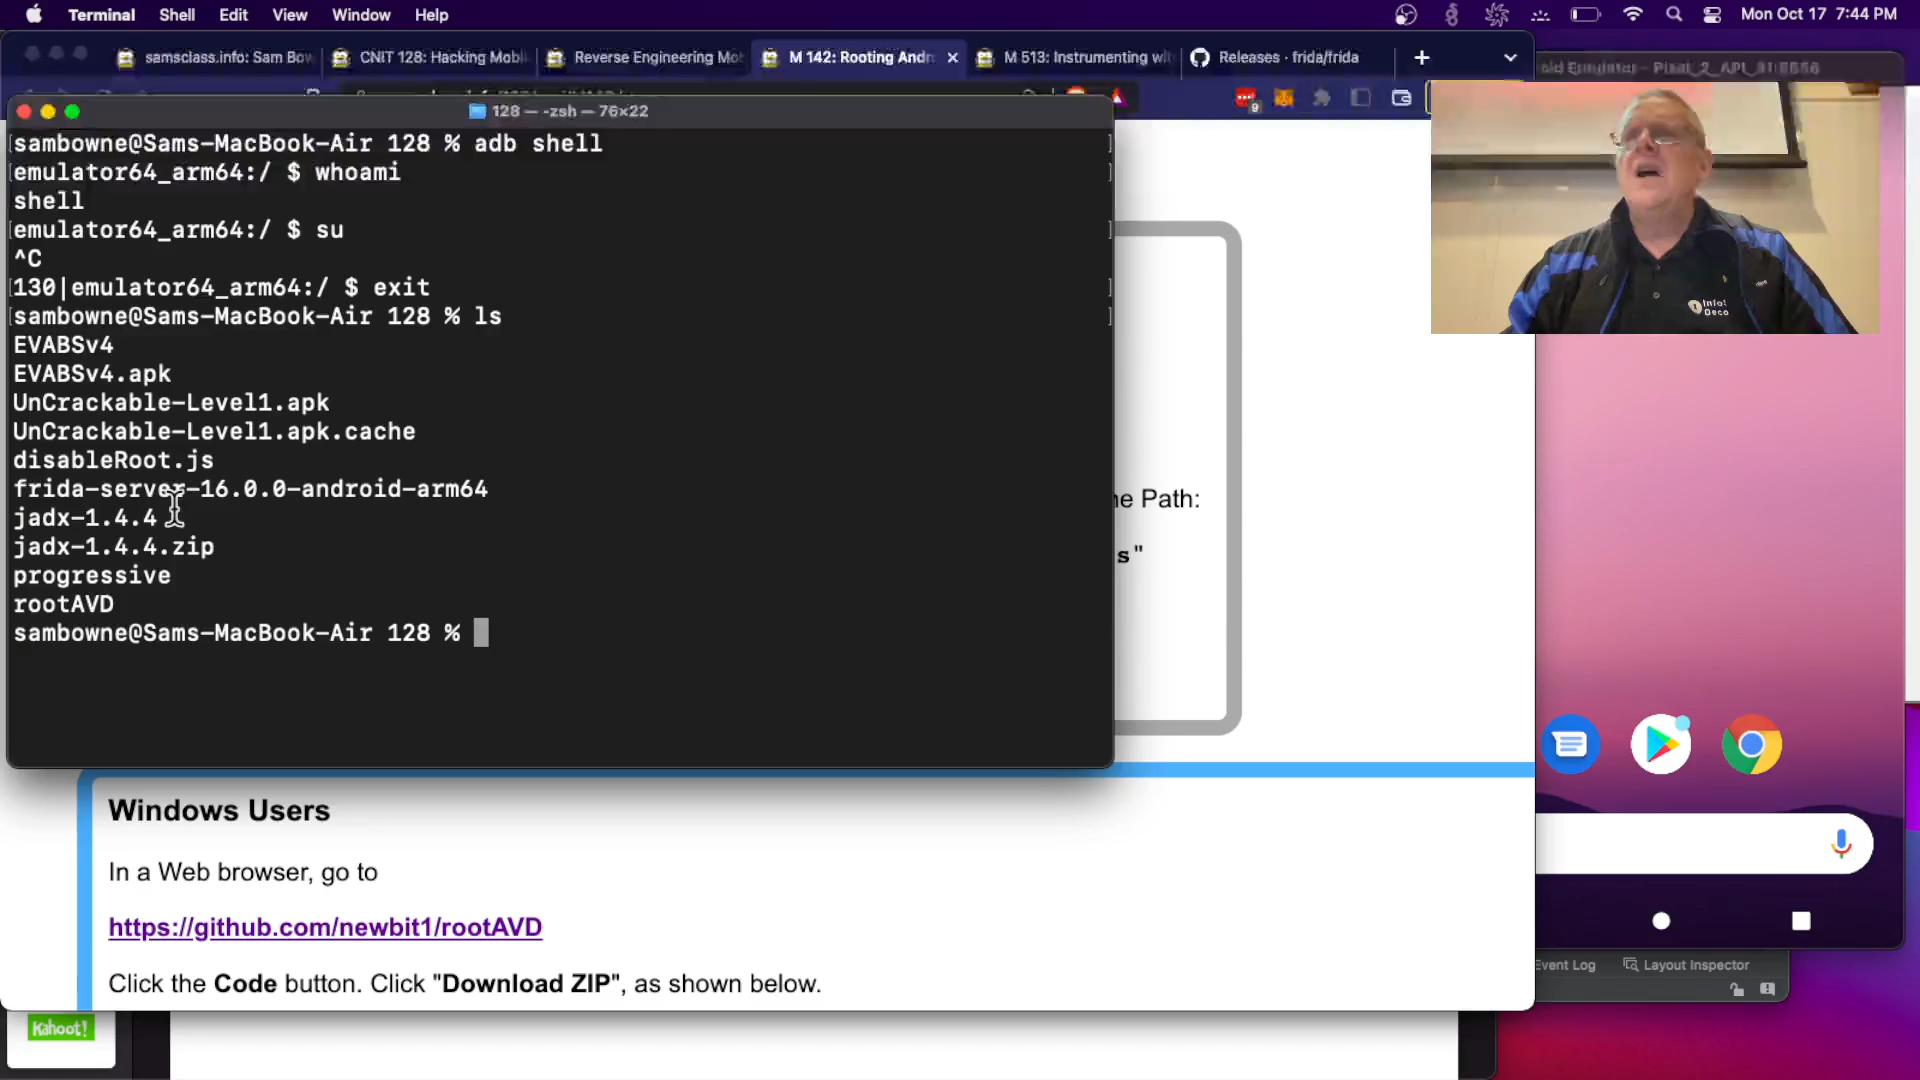 Terminal Shell Edit View Window Help
Mon Oct 17 7:44 PM
samsclass.info: Sam Bow
CNIT 128: Hacking Mobil
Reverse Engineering Mob
M 142: Rooting Andr
M 513: Instrumenting wit
Releases · frida/frida
128 — -zsh — 76×22
sambowne@Sams-MacBook-Air 128 % adb shell
emulator64_arm64:/ $ whoami
shell
emulator64_arm64:/ $ su
^C
130|emulator64_arm64:/ $ exit
sambowne@Sams-MacBook-Air 128 % ls
EVABSv4
EVABSv4.apk
UnCrackable-Level1.apk
UnCrackable-Level1.apk.cache
disableRoot.js
frida-server-16.0.0-android-arm64
jadx-1.4.4
jadx-1.4.4.zip
progressive
rootAVD
sambowne@Sams-MacBook-Air 128 %
he Path:
s"
Windows Users
In a Web browser, go to
https://github.com/newbit1/rootAVD
Click the Code button. Click "Download ZIP", as shown below.
Event Log
Layout Inspector
Kahoot!